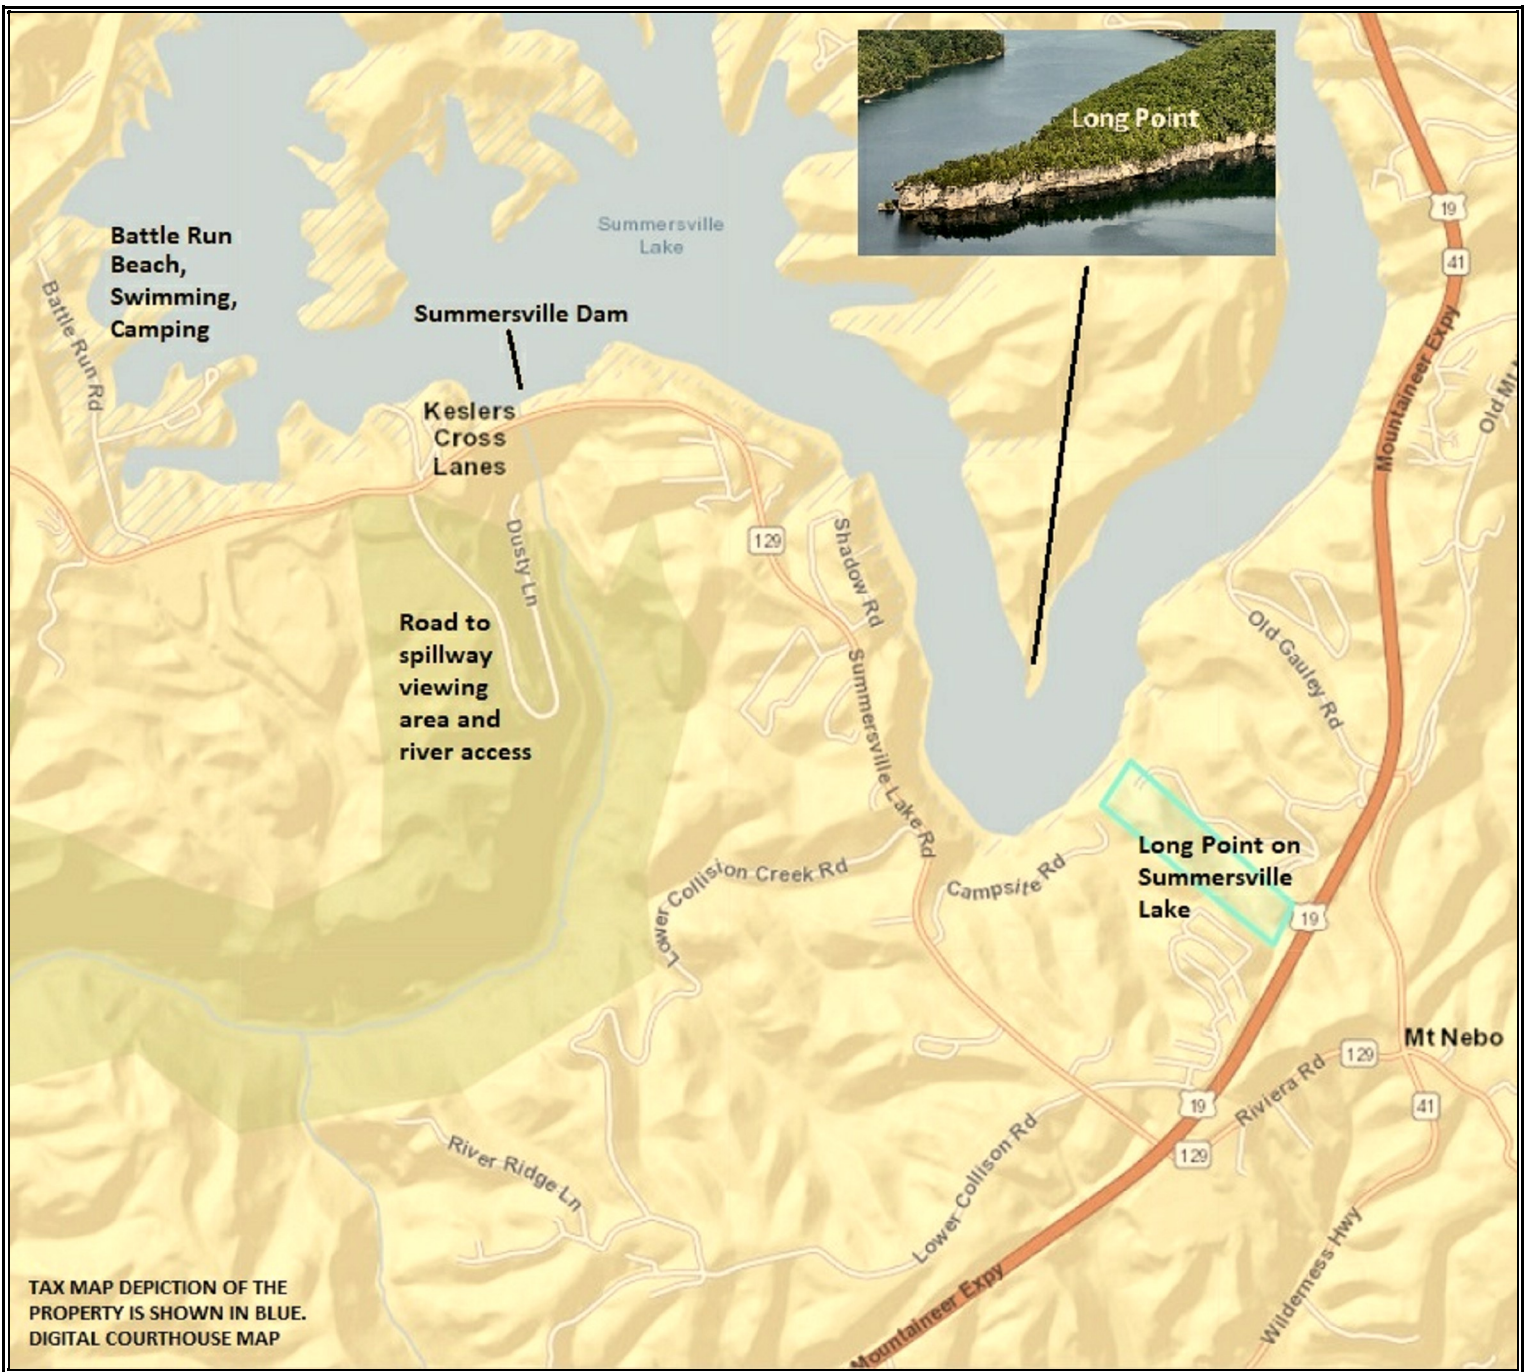 Long Point
19
41
Mountaineer Expy
Battle Run
Beach,
Swimming,
Camping
Summersville
Lake
Battle Run Rd
Summersville Dam
Keslers
Cross
Lanes
Dusty Ln
129
Shadow Rd
Road to
spillway
viewing
area and
river access
Summersville Lake Rd
Old Gauley Rd
Lower Collision Creek Rd
Campsite Rd
Long Point on
Summersville
Lake
19
Mt Nebo
129
Riviera Rd
19
41
129
River Ridge Ln
Lower Collison Rd
Wilderness Hwy
Mountaineer Expy
TAX MAP DEPICTION OF THE
PROPERTY IS SHOWN IN BLUE.
DIGITAL COURTHOUSE MAP